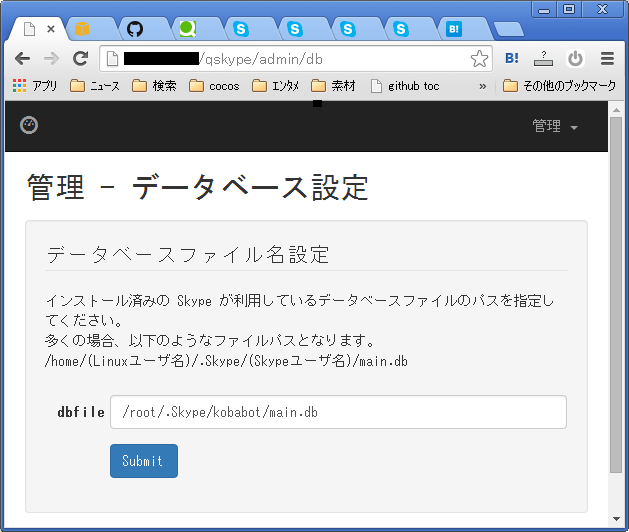 /qskype/admin/db
B!
B!
アプリ
ニュース
検索
cocos
エンタメ
素材
github toc
»
その他のブックマーク
管理
管理 - データベース設定
データベースファイル名設定
インストール済みの Skype が利用しているデータベースファイルのパスを指定し
てください。
多くの場合、以下のようなファイルパスとなります。
/home/(Linuxユーザ名)/.Skype/(Skypeユーザ名)/main.db
dbfile
/root/.Skype/kobabot/main.db
Submit